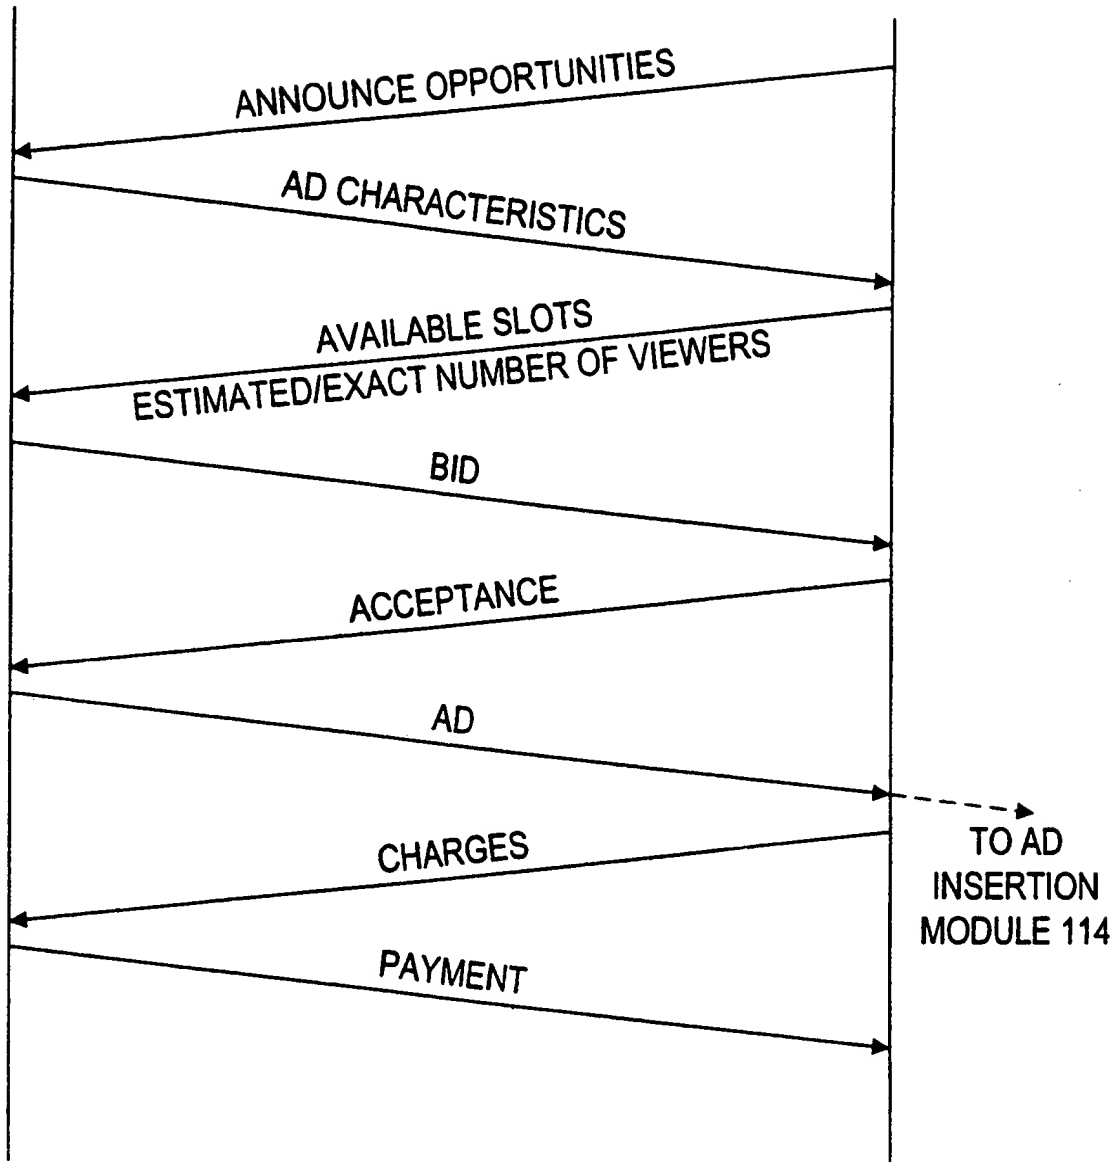 ANNOUNCE OPPORTUNITIES
AD CHARACTERISTICS
AVAILABLE SLOTS
ESTIMATED/EXACT NUMBER OF VIEWERS
BID
ACCEPTANCE
AD
TO AD
INSERTION
MODULE 114
CHARGES
PAYMENT